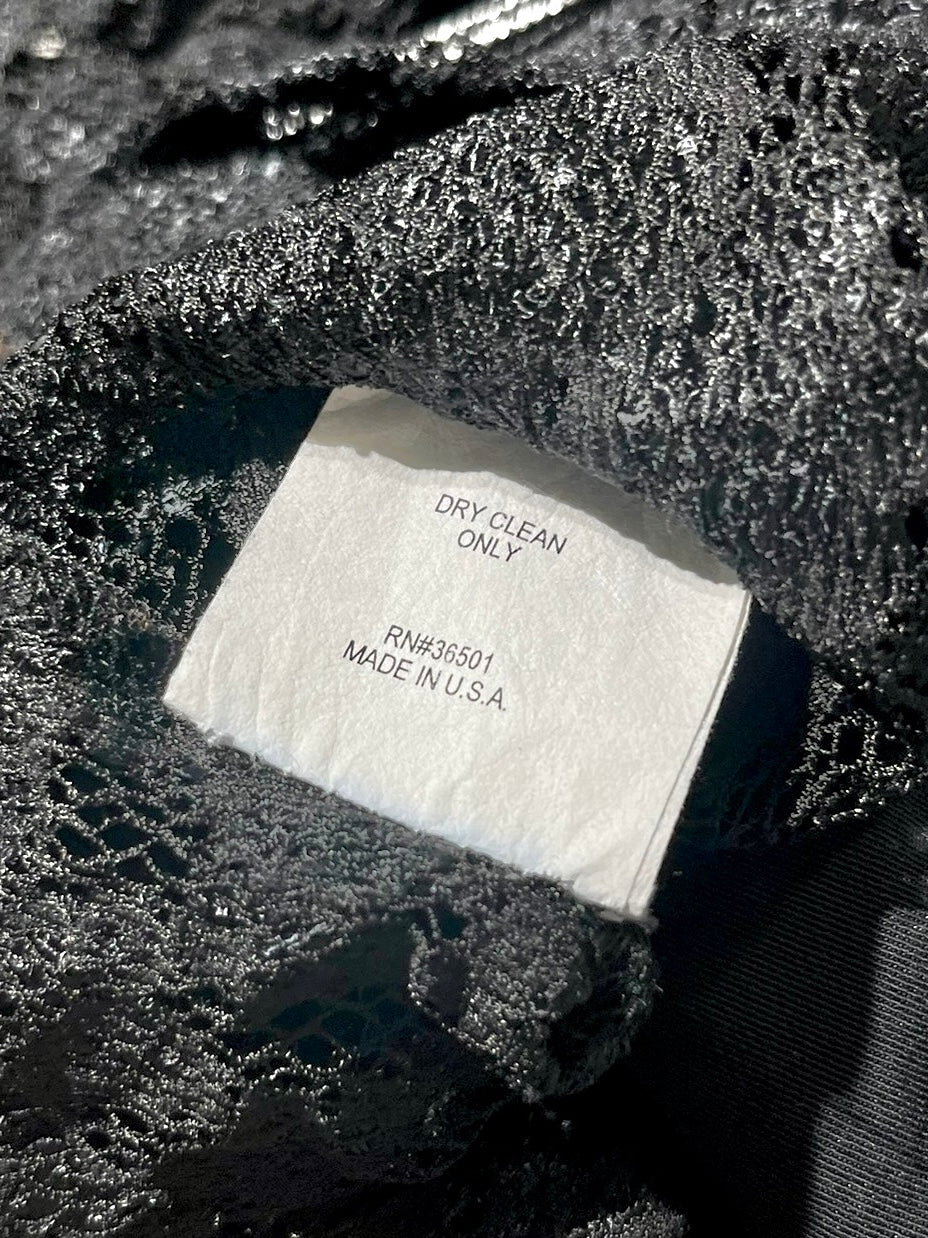 DRY CLEAN
ONLY
RN#36501
MADE IN U.S.A.